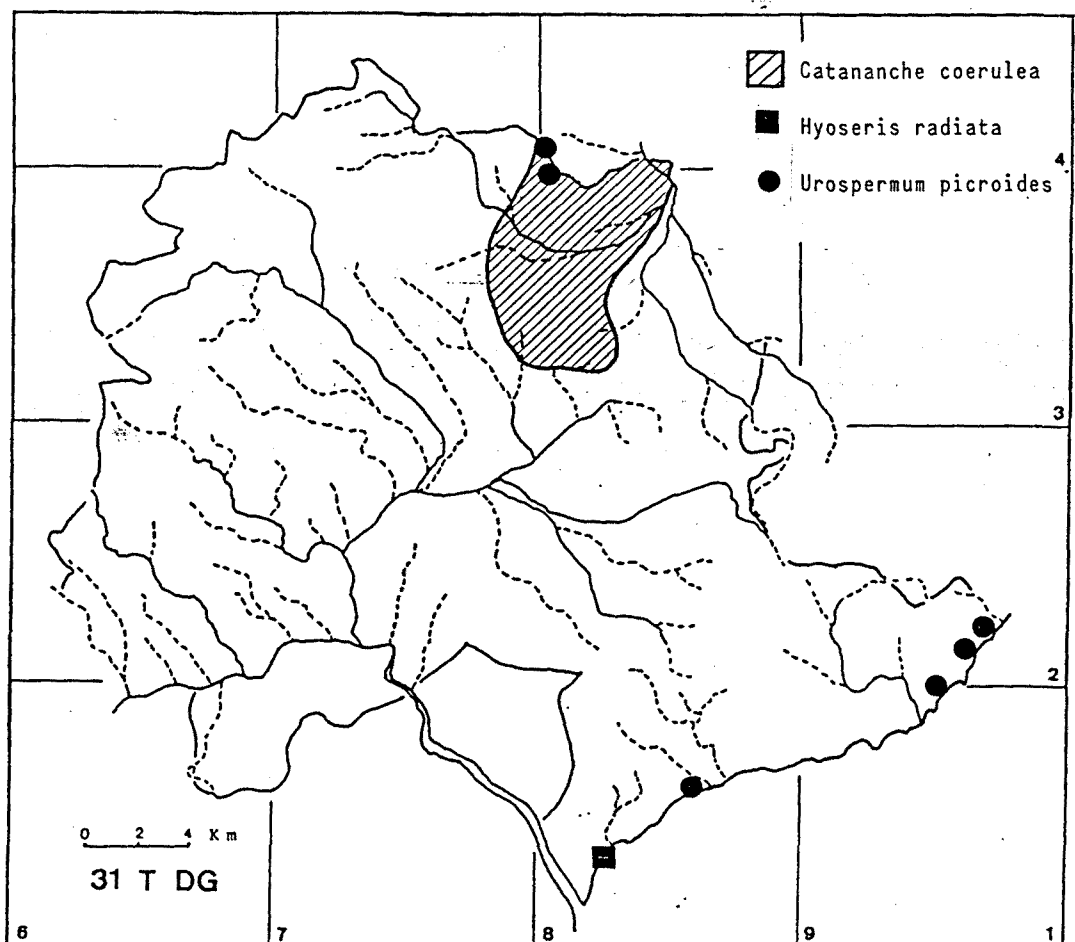 Catananche coerulea
Hyoseris radiata
Urospermum picroides
4
3
2
0 2 4 Km
31 T DG
6 7 8 9 1